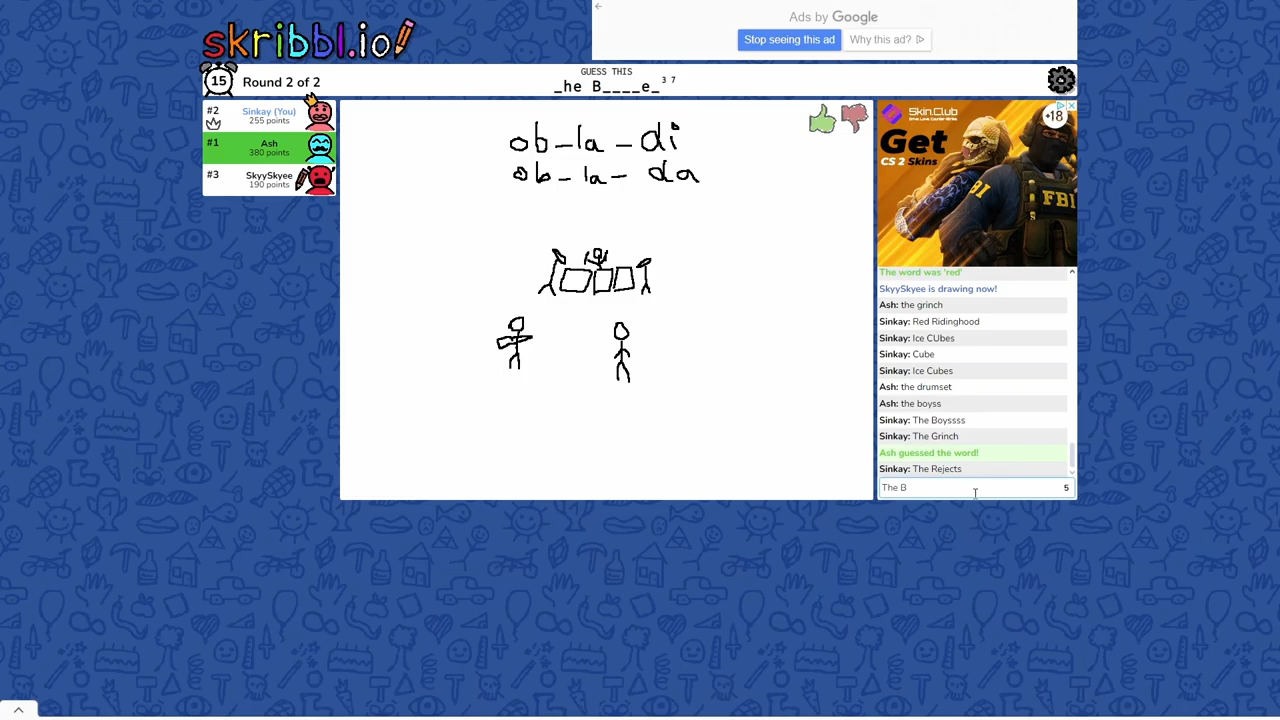 Ads by Google
Stop seeing this ad
Why this ad?
skribbl.io
15
Round 2 of 2
GUESS THIS
_he B____e_ 3 7
#2
Sinkay (You)
255 points
#1
Ash
380 points
#3
SkyySkyee
190 points
ob-la-di
ob-la-da
Skin.Club
+18
Get
CS 2 Skins
FBI
FBI
The word was 'red'
SkyySkyee is drawing now!
Ash: the grinch
Sinkay: Red Ridinghood
Sinkay: Ice CUbes
Sinkay: Cube
Sinkay: Ice Cubes
Ash: the drumset
Ash: the boyss
Sinkay: The Boyssss
Sinkay: The Grinch
Ash guessed the word!
Sinkay: The Rejects
The B
5